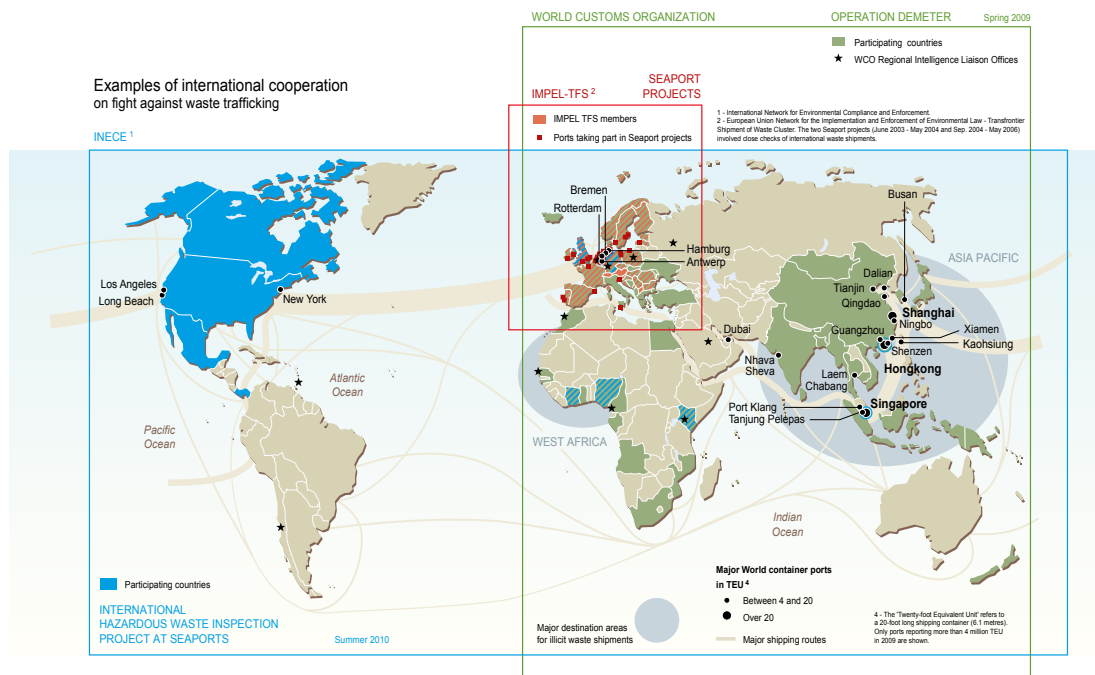 WORLD CUSTOMS ORGANIZATION
OPERATION DEMETER
Spring 2009
Participating countries
WCO Regional Intelligence Liaison Offices
Examples of international cooperation
on fight against waste trafficking
SEAPORT
PROJECTS
IMPEL-TFS 2
IMPEL TFS members
Ports taking part in Seaport projects
1 - International Network for Environmental Compliance and Enforcement.
2 - European Union Network for the Implementation and Enforcement of Environmental Law - Transfrontier
Shipment of Waste Cluster. The two Seaport projects (June 2003 - May 2004 and Sep. 2004 - May 2006)
involved close checks of international waste shipments.
INECE 1
Bremen
Rotterdam
Busan
Hamburg
Antwerp
ASIA PACIFIC
Dalian
Tianjin
Qingdao
Los Angeles
Long Beach
New York
Shanghai
Ningbo
Dubai
Guangzhou
Xiamen
Kaohsiung
Shenzen
Nhava
Sheva
Hongkong
Laem
Chabang
Atlantic
Ocean
Singapore
Port Klang
Tanjung Pelepas
Pacific
Ocean
WEST AFRICA
Indian
Ocean
Participating countries
INTERNATIONAL
HAZARDOUS WASTE INSPECTION
PROJECT AT SEAPORTS
Summer 2010
Major destination areas
for illicit waste shipments
Major World container ports
in TEU 4
Between 4 and 20
Over 20
Major shipping routes
4 - The 'Twenty-foot Equivalent Unit' refers to
a 20-foot long shipping container (6.1 metres).
Only ports reporting more than 4 million TEU
in 2009 are shown.